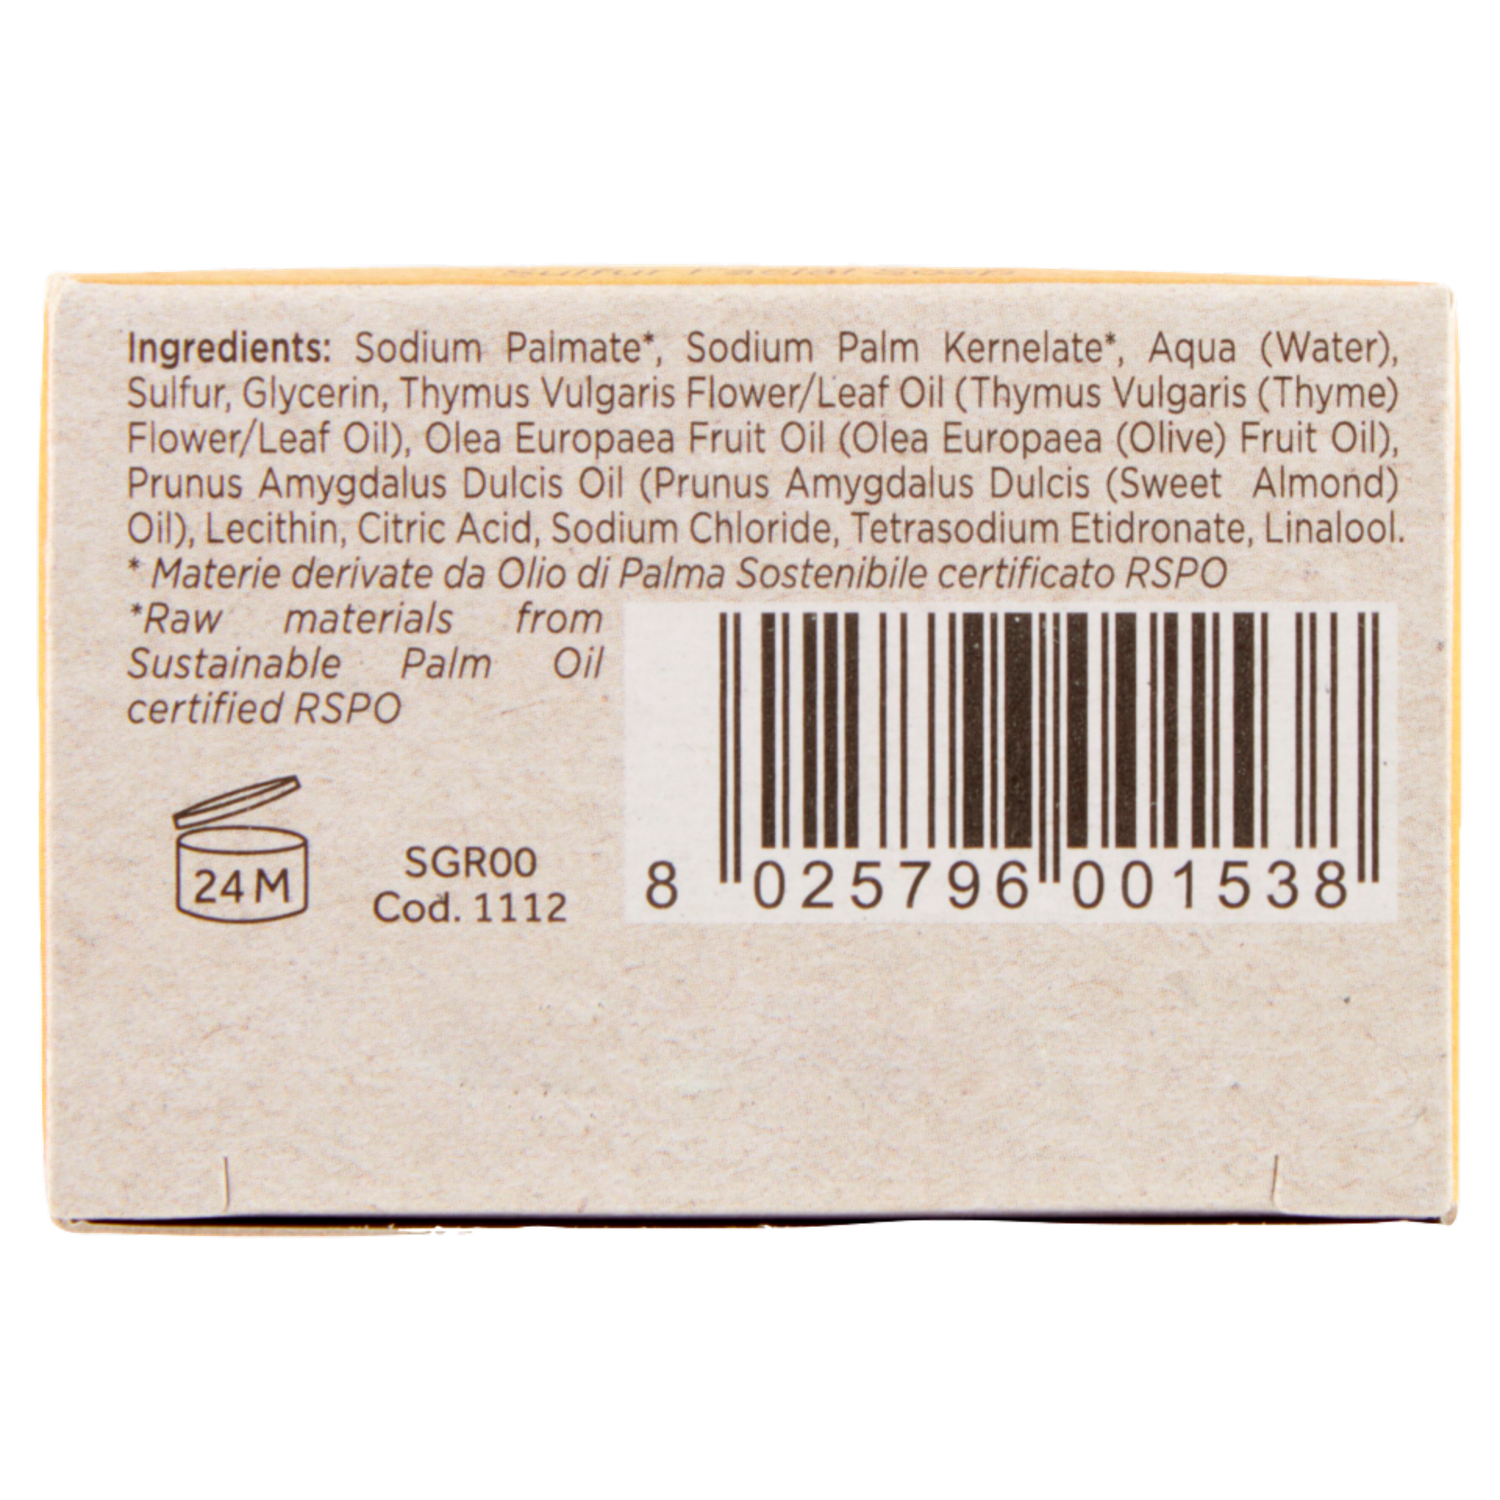 Sulfur Facial Soap
Ingredients: Sodium Palmate*, Sodium Palm Kernelate*, Aqua (Water),
Sulfur, Glycerin, Thymus Vulgaris Flower/Leaf Oil (Thymus Vulgaris (Thyme)
Flower/Leaf Oil), Olea Europaea Fruit Oil (Olea Europaea (Olive) Fruit Oil),
Prunus Amygdalus Dulcis Oil (Prunus Amygdalus Dulcis (Sweet Almond)
Oil), Lecithin, Citric Acid, Sodium Chloride, Tetrasodium Etidronate, Linalool.
* Materie derivate da Olio di Palma Sostenibile certificato RSPO
*Raw materials from
Sustainable Palm Oil
certified RSPO
24 M
SGR00
Cod. 1112
8 025796 001538